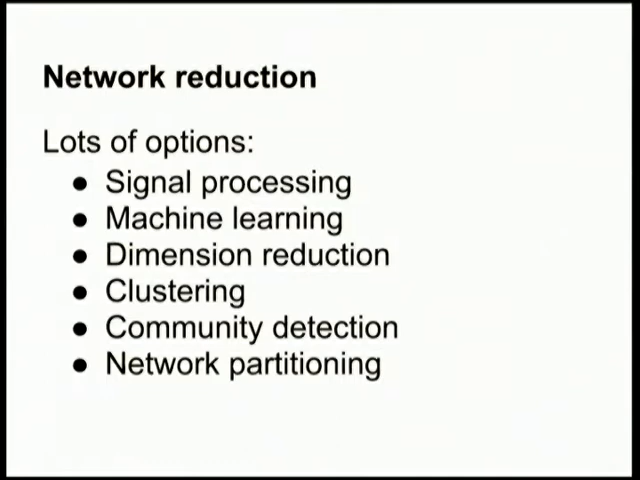 Network reduction
Lots of options:
● Signal processing
● Machine learning
● Dimension reduction
● Clustering
● Community detection
● Network partitioning